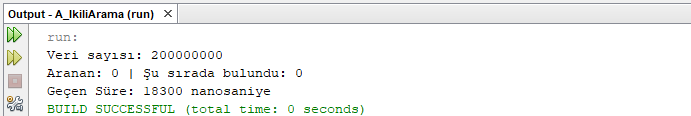 Output - A_IkiliArama (run)
run:
Veri sayısı: 200000000
Aranan: 0 | Şu sırada bulundu: 0
Geçen Süre: 18300 nanosaniye
BUILD SUCCESSFUL (total time: 0 seconds)